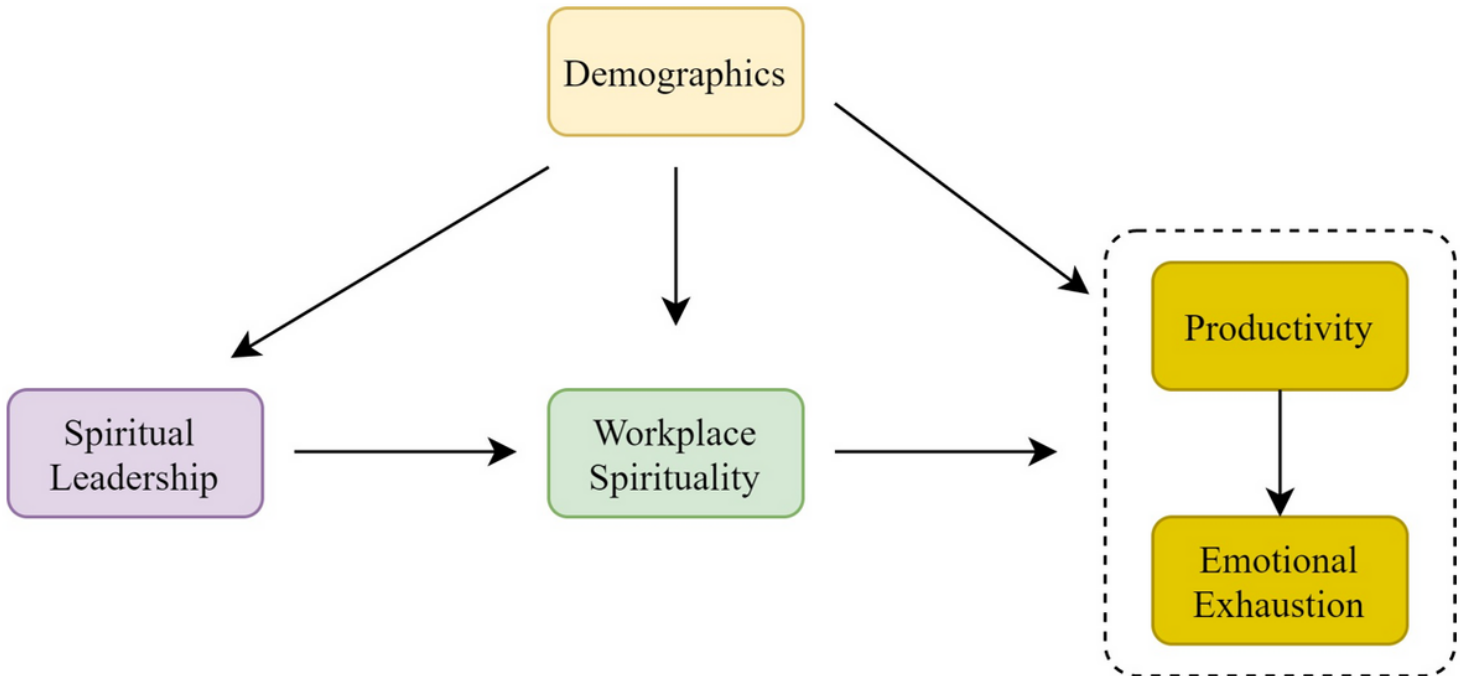 Demographics
Spiritual
Leadership
Workplace
Spirituality
Productivity
Emotional
Exhaustion